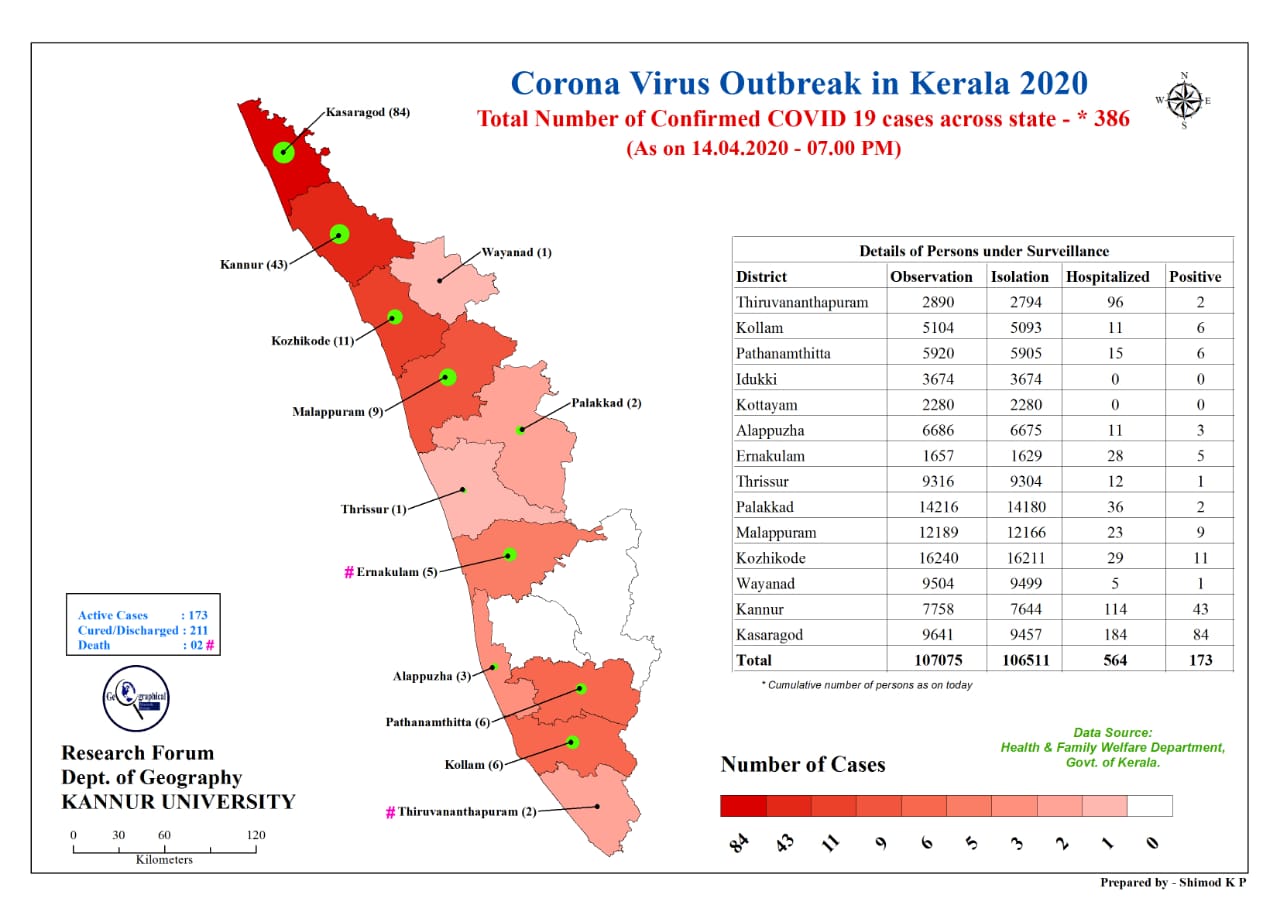 Corona Virus Outbreak in Kerala 2020
Total Number of Confirmed COVID 19 cases across state - * 386
(As on 14.04.2020 - 07.00 PM)
N
W E
S
Kasaragod (84)
Kannur (43)
Wayanad (1)
Kozhikode (11)
Malappuram (9)
Palakkad (2)
Thrissur (1)
# Ernakulam (5)
Alappuzha (3)
Pathanamthitta (6)
Kollam (6)
# Thiruvananthapuram (2)
Details of Persons under Surveillance
District Observation Isolation Hospitalized Positive
Thiruvananthapuram 2890 2794 96 2
Kollam 5104 5093 11 6
Pathanamthitta 5920 5905 15 6
Idukki 3674 3674 0 0
Kottayam 2280 2280 0 0
Alappuzha 6686 6675 11 3
Ernakulam 1657 1629 28 5
Thrissur 9316 9304 12 1
Palakkad 14216 14180 36 2
Malappuram 12189 12166 23 9
Kozhikode 16240 16211 29 11
Wayanad 9504 9499 5 1
Kannur 7758 7644 114 43
Kasaragod 9641 9457 184 84
Total 107075 106511 564 173
* Cumulative number of persons as on today
Active Cases : 173
Cured/Discharged : 211
Death : 02 #
Ge graphical
Research Forum
Dept. of Geography
KANNUR UNIVERSITY
0 30 60 120
Kilometers
Data Source:
Health & Family Welfare Department,
Govt. of Kerala.
Number of Cases
84 43 11 9 6 5 3 2 1 0
Prepared by - Shimod K P